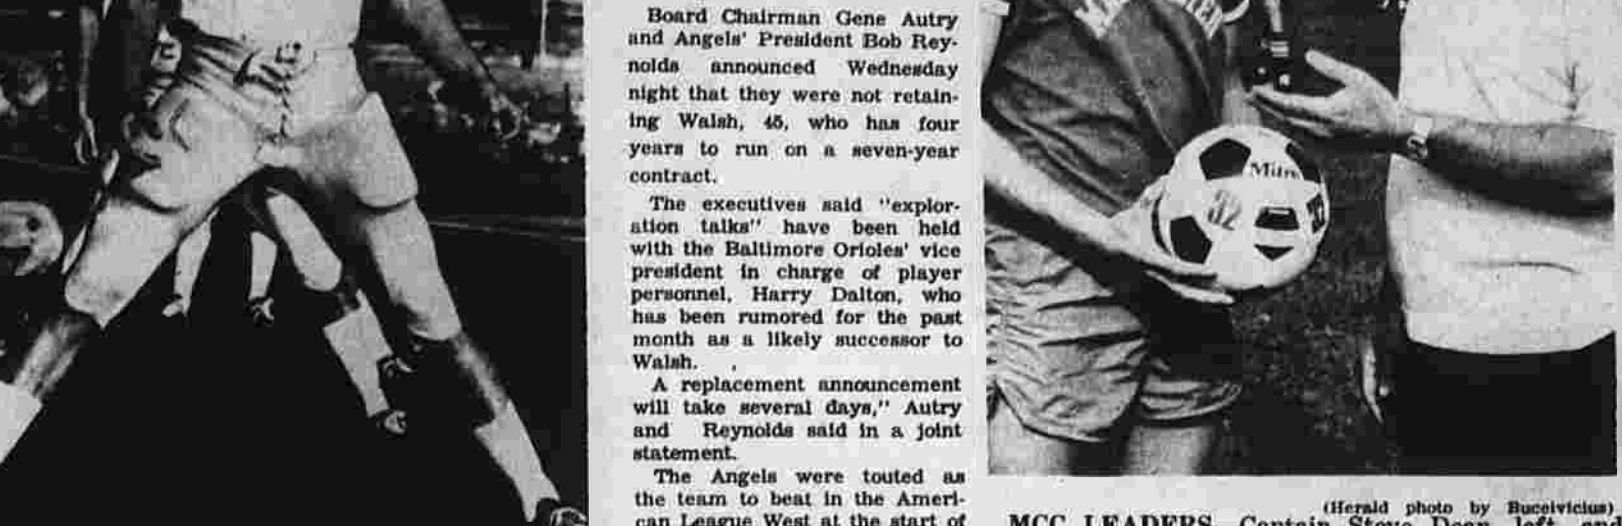 Board Chairman Gene Autry
and Angels' President Bob Rey-
nolds announced Wednesday
night that they were not retain-
ing Walsh, 45, who has four
years to run on a seven-year
contract.
The executives said "explor-
ation talks" have been held
with the Baltimore Orioles' vice
president in charge of player
personnel, Harry Dalton, who
has been rumored for the past
month as a likely successor to
Walsh.
A replacement announcement
will take several days," Autry
and Reynolds said in a joint
statement.
The Angels were touted as
the team to beat in the Ameri-
can League West at the start of
Mitre
32
(Herald photo by Bucelvicius)
MCC LEADERS Captain Steve